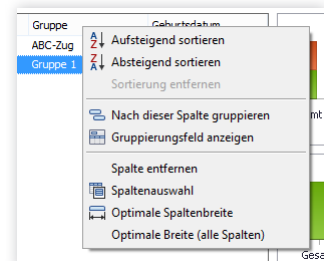 Gruppe Geburtsdatum
ABC-Zug
Gruppe 1
Aufsteigend sortieren
Absteigend sortieren
Sortierung entfernen
Nach dieser Spalte gruppieren
Gruppierungsfeld anzeigen
Spalte entfernen
Spaltenauswahl
Optimale Spaltenbreite
Optimale Breite (alle Spalten)